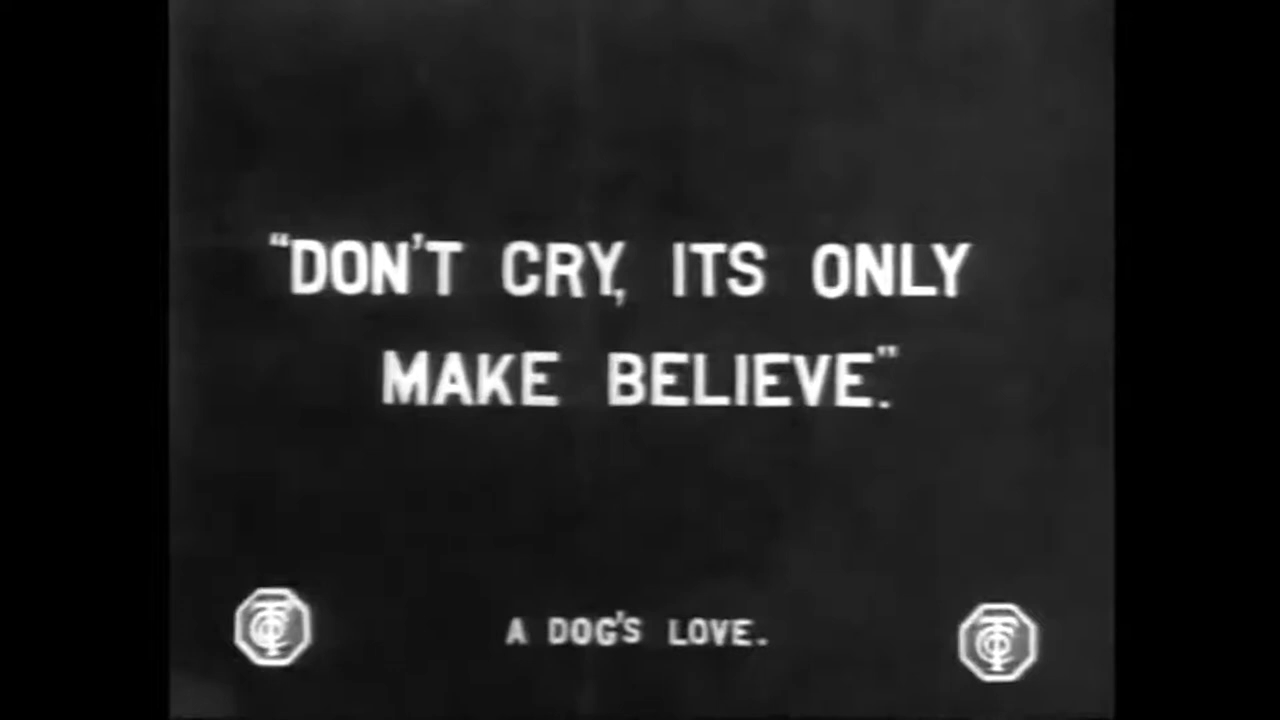 “DON'T CRY, ITS ONLY
MAKE BELIEVE.”
A DOG'S LOVE.